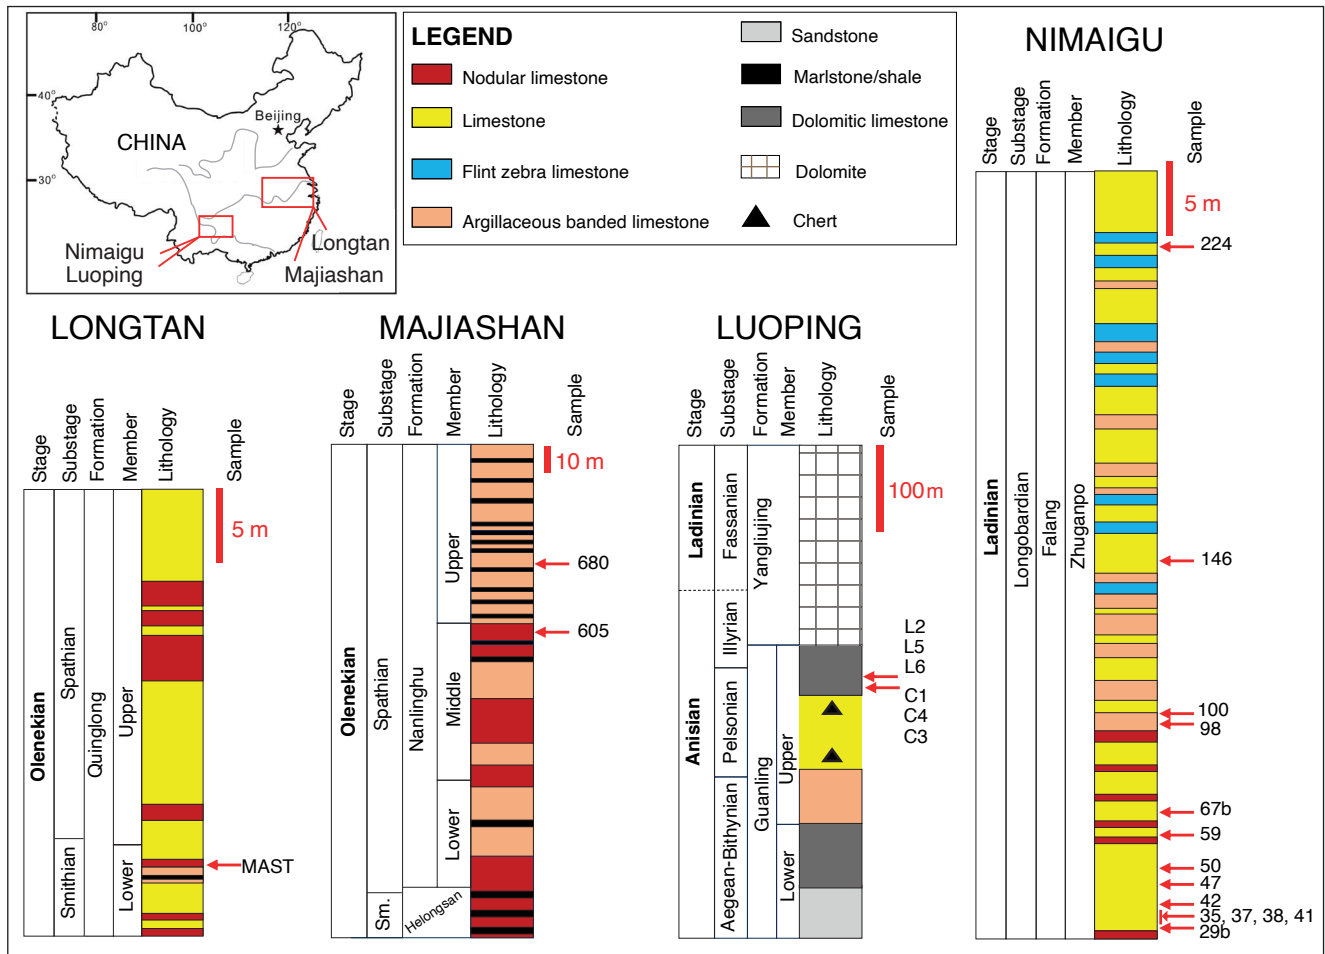 80°
100°
120°
40°
30°
Beijing
CHINA
Nimaigu
Luoping
Longtan
Majiashan
LEGEND
Nodular limestone
Limestone
Flint zebra limestone
Argillaceous banded limestone
Sandstone
Marlstone/shale
Dolomitic limestone
Dolomite
Chert
LONGTAN
Stage
Substage
Formation
Member
Lithology
Sample
5 m
Olenekian
Spathian
Smithian
Quinglong
Upper
Lower
MAST
MAJIASHAN
Stage
Substage
Formation
Member
Lithology
Sample
10 m
Olenekian
Spathian
Sm.
Nanlinghu
Helongsan
Upper
Middle
Lower
680
605
LUOPING
Stage
Substage
Formation
Member
Lithology
Sample
100m
Ladinian
Anisian
Fassanian
Illyrian
Pelsonian
Aegean-Bithynian
Yangliujing
Guanling
Upper
Lower
L2
L5
L6
C1
C4
C3
NIMAIGU
Stage
Substage
Formation
Member
Lithology
Sample
5 m
Ladinian
Longobardian
Falang
Zhuganpo
224
146
100
98
67b
59
50
47
42
35, 37, 38, 41
29b